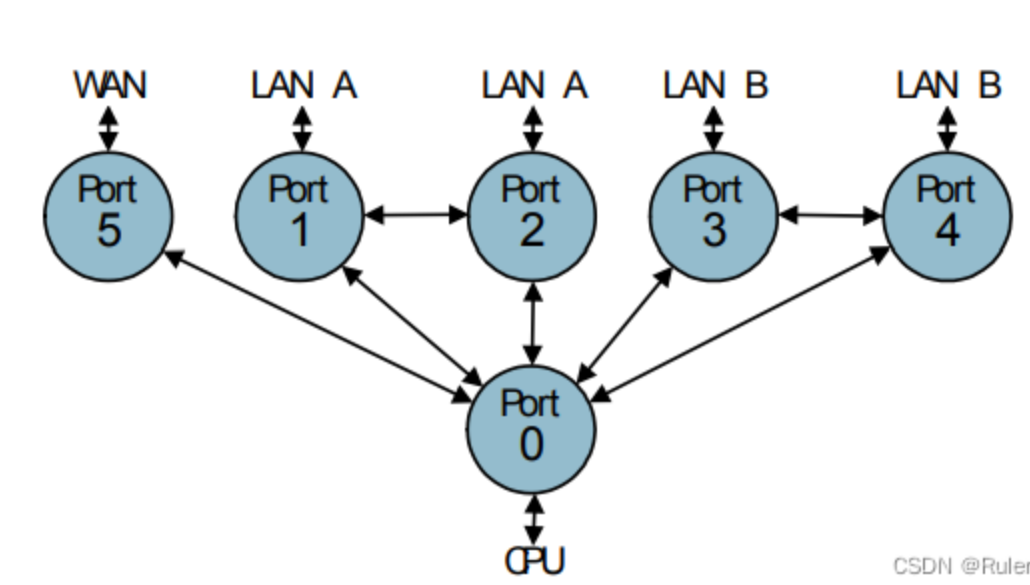 WAN LAN A LAN A LAN B LAN B
Port 5
Port 1
Port 2
Port 3
Port 4
Port 0
CPU
CSDN @Ruler